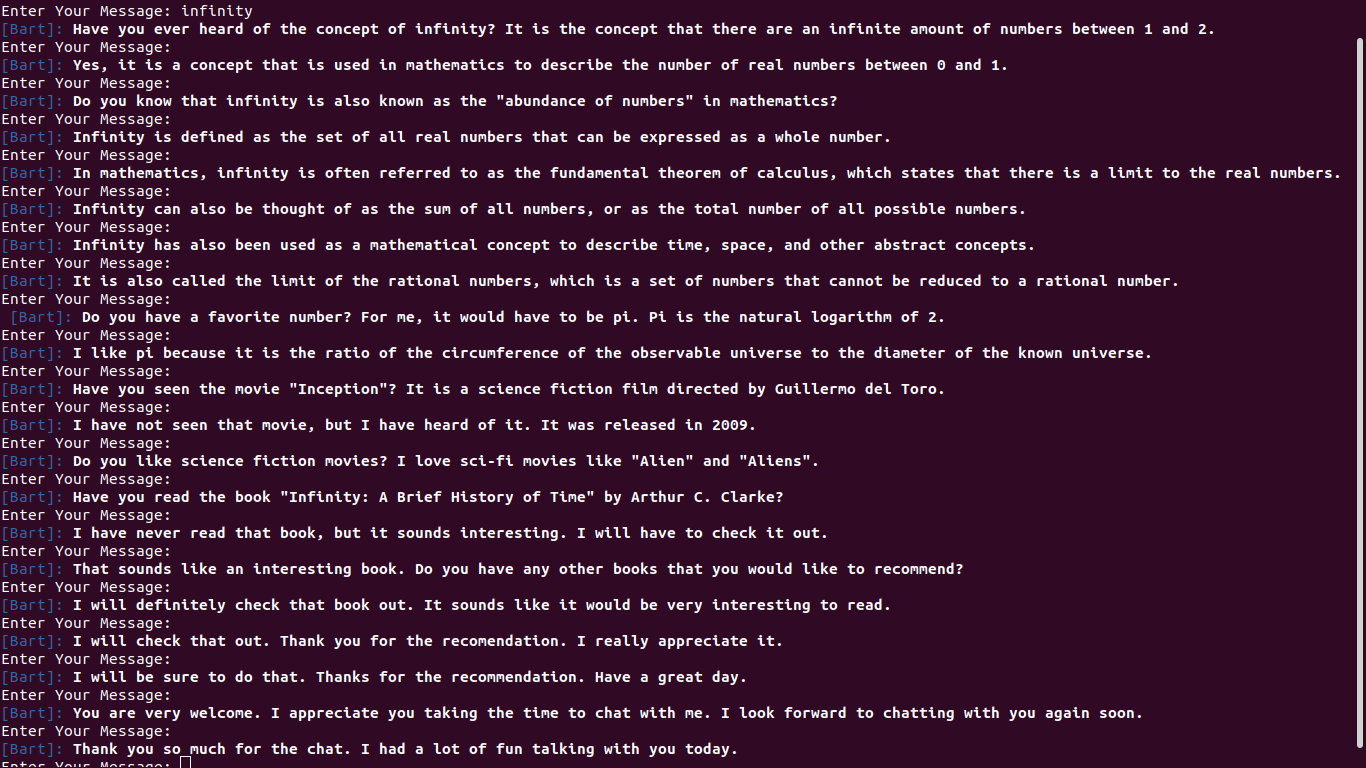 Enter Your Message: infinity
[Bart]: Have you ever heard of the concept of infinity? It is the concept that there are an infinite amount of numbers between 1 and 2.
Enter Your Message:
[Bart]: Yes, it is a concept that is used in mathematics to describe the number of real numbers between 0 and 1.
Enter Your Message:
[Bart]: Do you know that infinity is also known as the "abundance of numbers" in mathematics?
Enter Your Message:
[Bart]: Infinity is defined as the set of all real numbers that can be expressed as a whole number.
Enter Your Message:
[Bart]: In mathematics, infinity is often referred to as the fundamental theorem of calculus, which states that there is a limit to the real numbers.
Enter Your Message:
[Bart]: Infinity can also be thought of as the sum of all numbers, or as the total number of all possible numbers.
Enter Your Message:
[Bart]: Infinity has also been used as a mathematical concept to describe time, space, and other abstract concepts.
Enter Your Message:
[Bart]: It is also called the limit of the rational numbers, which is a set of numbers that cannot be reduced to a rational number.
Enter Your Message:
[Bart]: Do you have a favorite number? For me, it would have to be pi. Pi is the natural logarithm of 2.
Enter Your Message:
[Bart]: I like pi because it is the ratio of the circumference of the observable universe to the diameter of the known universe.
Enter Your Message:
[Bart]: Have you seen the movie "Inception"? It is a science fiction film directed by Guillermo del Toro.
Enter Your Message:
[Bart]: I have not seen that movie, but I have heard of it. It was released in 2009.
Enter Your Message:
[Bart]: Do you like science fiction movies? I love sci-fi movies like "Alien" and "Aliens".
Enter Your Message:
[Bart]: Have you read the book "Infinity: A Brief History of Time" by Arthur C. Clarke?
Enter Your Message:
[Bart]: I have never read that book, but it sounds interesting. I will have to check it out.
Enter Your Message:
[Bart]: That sounds like an interesting book. Do you have any other books that you would like to recommend?
Enter Your Message:
[Bart]: I will definitely check that book out. It sounds like it would be very interesting to read.
Enter Your Message:
[Bart]: I will check that out. Thank you for the recomendation. I really appreciate it.
Enter Your Message:
[Bart]: I will be sure to do that. Thanks for the recommendation. Have a great day.
Enter Your Message:
[Bart]: You are very welcome. I appreciate you taking the time to chat with me. I look forward to chatting with you again soon.
Enter Your Message:
[Bart]: Thank you so much for the chat. I had a lot of fun talking with you today.
Enter Your Message: